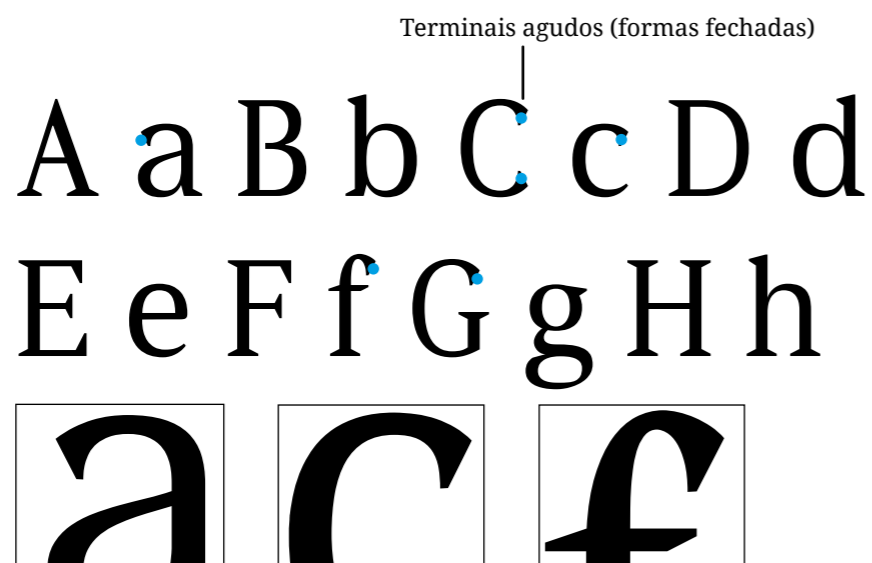 Terminais agudos (formas fechadas)
A a B b C c D d
E e F f G g H h
a c f